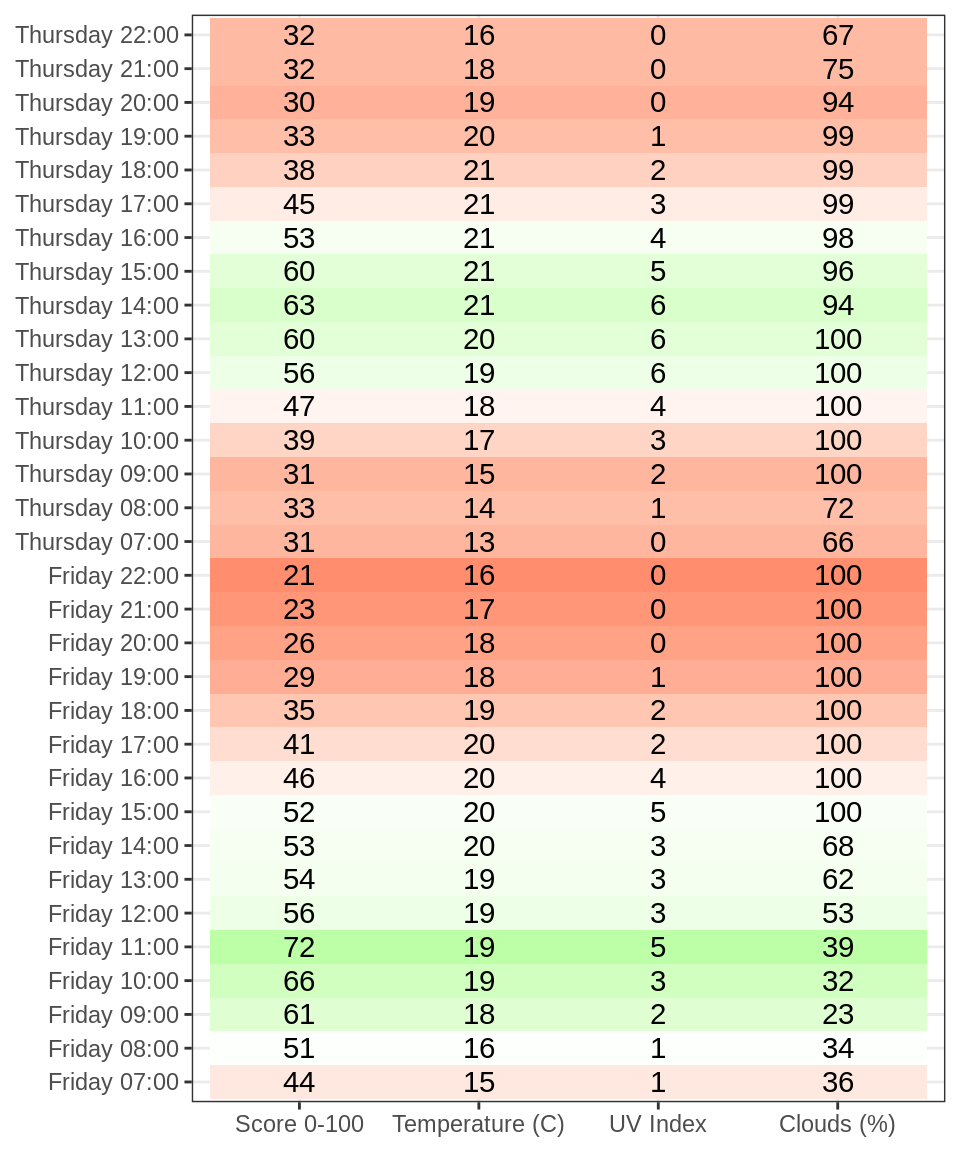 Thursday 22:00 32 16 0 67
Thursday 21:00 32 18 0 75
Thursday 20:00 30 19 0 94
Thursday 19:00 33 20 1 99
Thursday 18:00 38 21 2 99
Thursday 17:00 45 21 3 99
Thursday 16:00 53 21 4 98
Thursday 15:00 60 21 5 96
Thursday 14:00 63 21 6 94
Thursday 13:00 60 20 6 100
Thursday 12:00 56 19 6 100
Thursday 11:00 47 18 4 100
Thursday 10:00 39 17 3 100
Thursday 09:00 31 15 2 100
Thursday 08:00 33 14 1 72
Thursday 07:00 31 13 0 66
Friday 22:00 21 16 0 100
Friday 21:00 23 17 0 100
Friday 20:00 26 18 0 100
Friday 19:00 29 18 1 100
Friday 18:00 35 19 2 100
Friday 17:00 41 20 2 100
Friday 16:00 46 20 4 100
Friday 15:00 52 20 5 100
Friday 14:00 53 20 3 68
Friday 13:00 54 19 3 62
Friday 12:00 56 19 3 53
Friday 11:00 72 19 5 39
Friday 10:00 66 19 3 32
Friday 09:00 61 18 2 23
Friday 08:00 51 16 1 34
Friday 07:00 44 15 1 36
Score 0-100 Temperature (C) UV Index Clouds (%)